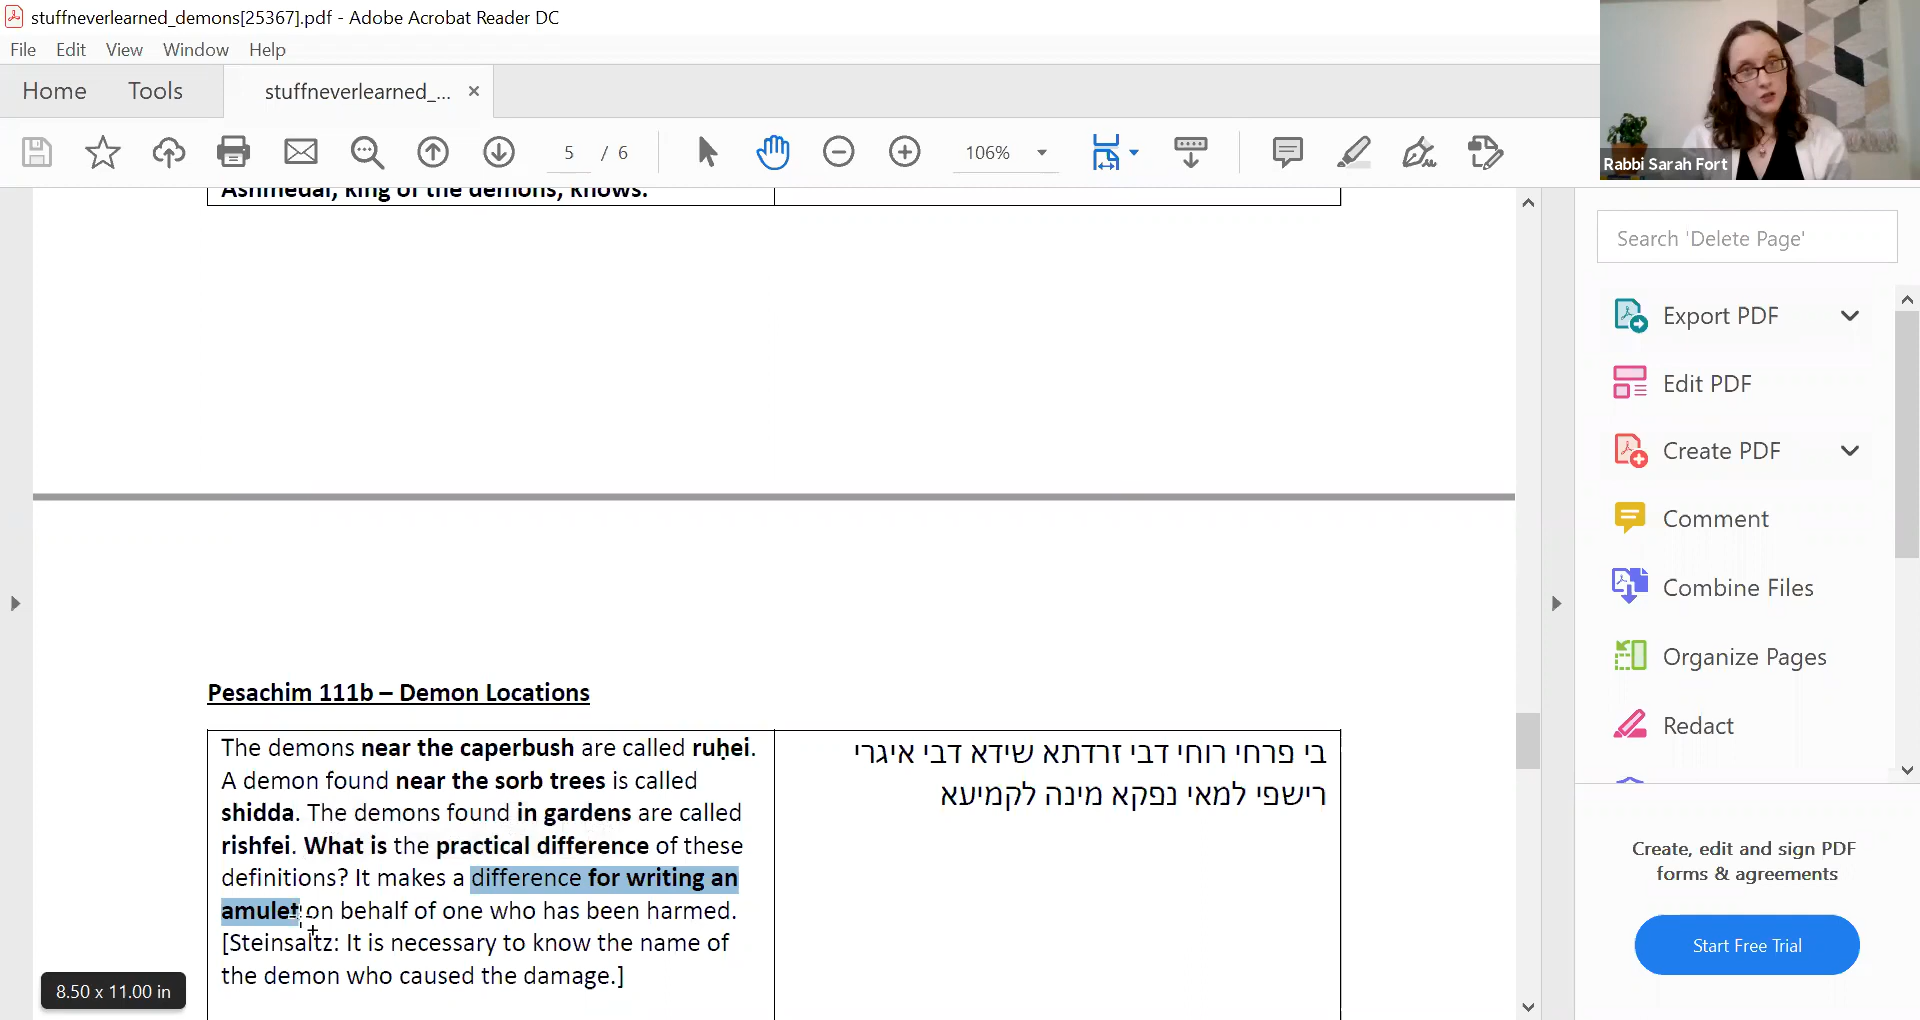 stuffneverlearned_demons[25367].pdf - Adobe Acrobat Reader DC
File Edit View Window Help
Home Tools stuffneverlearned_... ×
5 / 6 106%
Rabbi Sarah Fort
Ashmedai, king of the demons, knows.
Search 'Delete Page'
Export PDF
Edit PDF
Create PDF
Comment
Combine Files
Organize Pages
Redact
Create, edit and sign PDF
forms & agreements
Start Free Trial
Pesachim 111b – Demon Locations
The demons near the caperbush are called ruḥei.
A demon found near the sorb trees is called
shidda. The demons found in gardens are called
rishfei. What is the practical difference of these
definitions? It makes a difference for writing an
amulet on behalf of one who has been harmed.
[Steinsaltz: It is necessary to know the name of
the demon who caused the damage.]
בי פרחי רוחי דבי זרדתא שידא דבי איגרי
רישפי למאי נפקא מינה לקמיעא
8.50 x 11.00 in